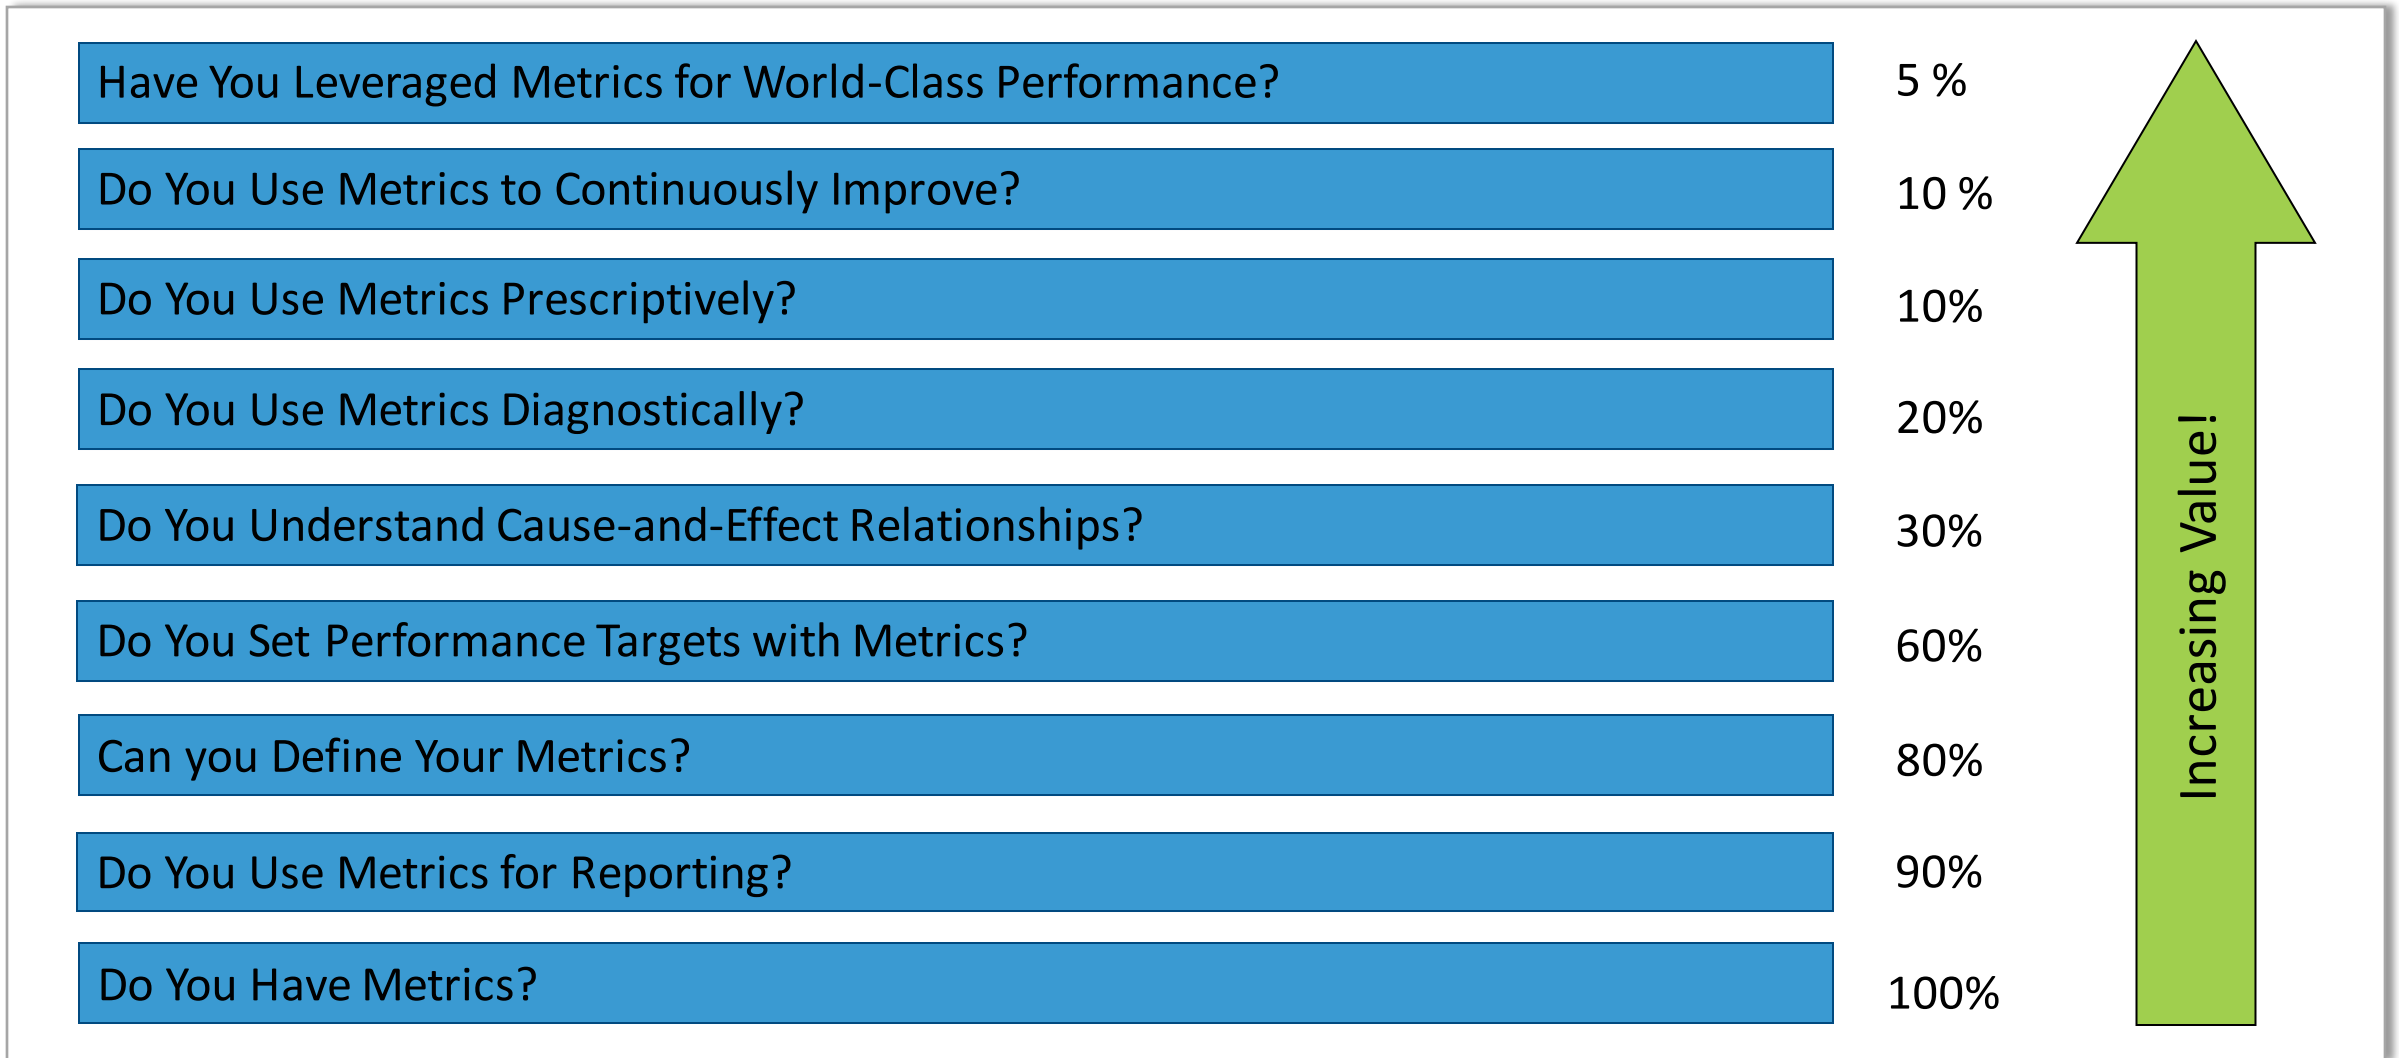 Have You Leveraged Metrics for World-Class Performance?
5 %
Do You Use Metrics to Continuously Improve?
10 %
Do You Use Metrics Prescriptively?
10%
Do You Use Metrics Diagnostically?
20%
Do You Understand Cause-and-Effect Relationships?
30%
Do You Set Performance Targets with Metrics?
60%
Can you Define Your Metrics?
80%
Do You Use Metrics for Reporting?
90%
Do You Have Metrics?
100%
Increasing Value!